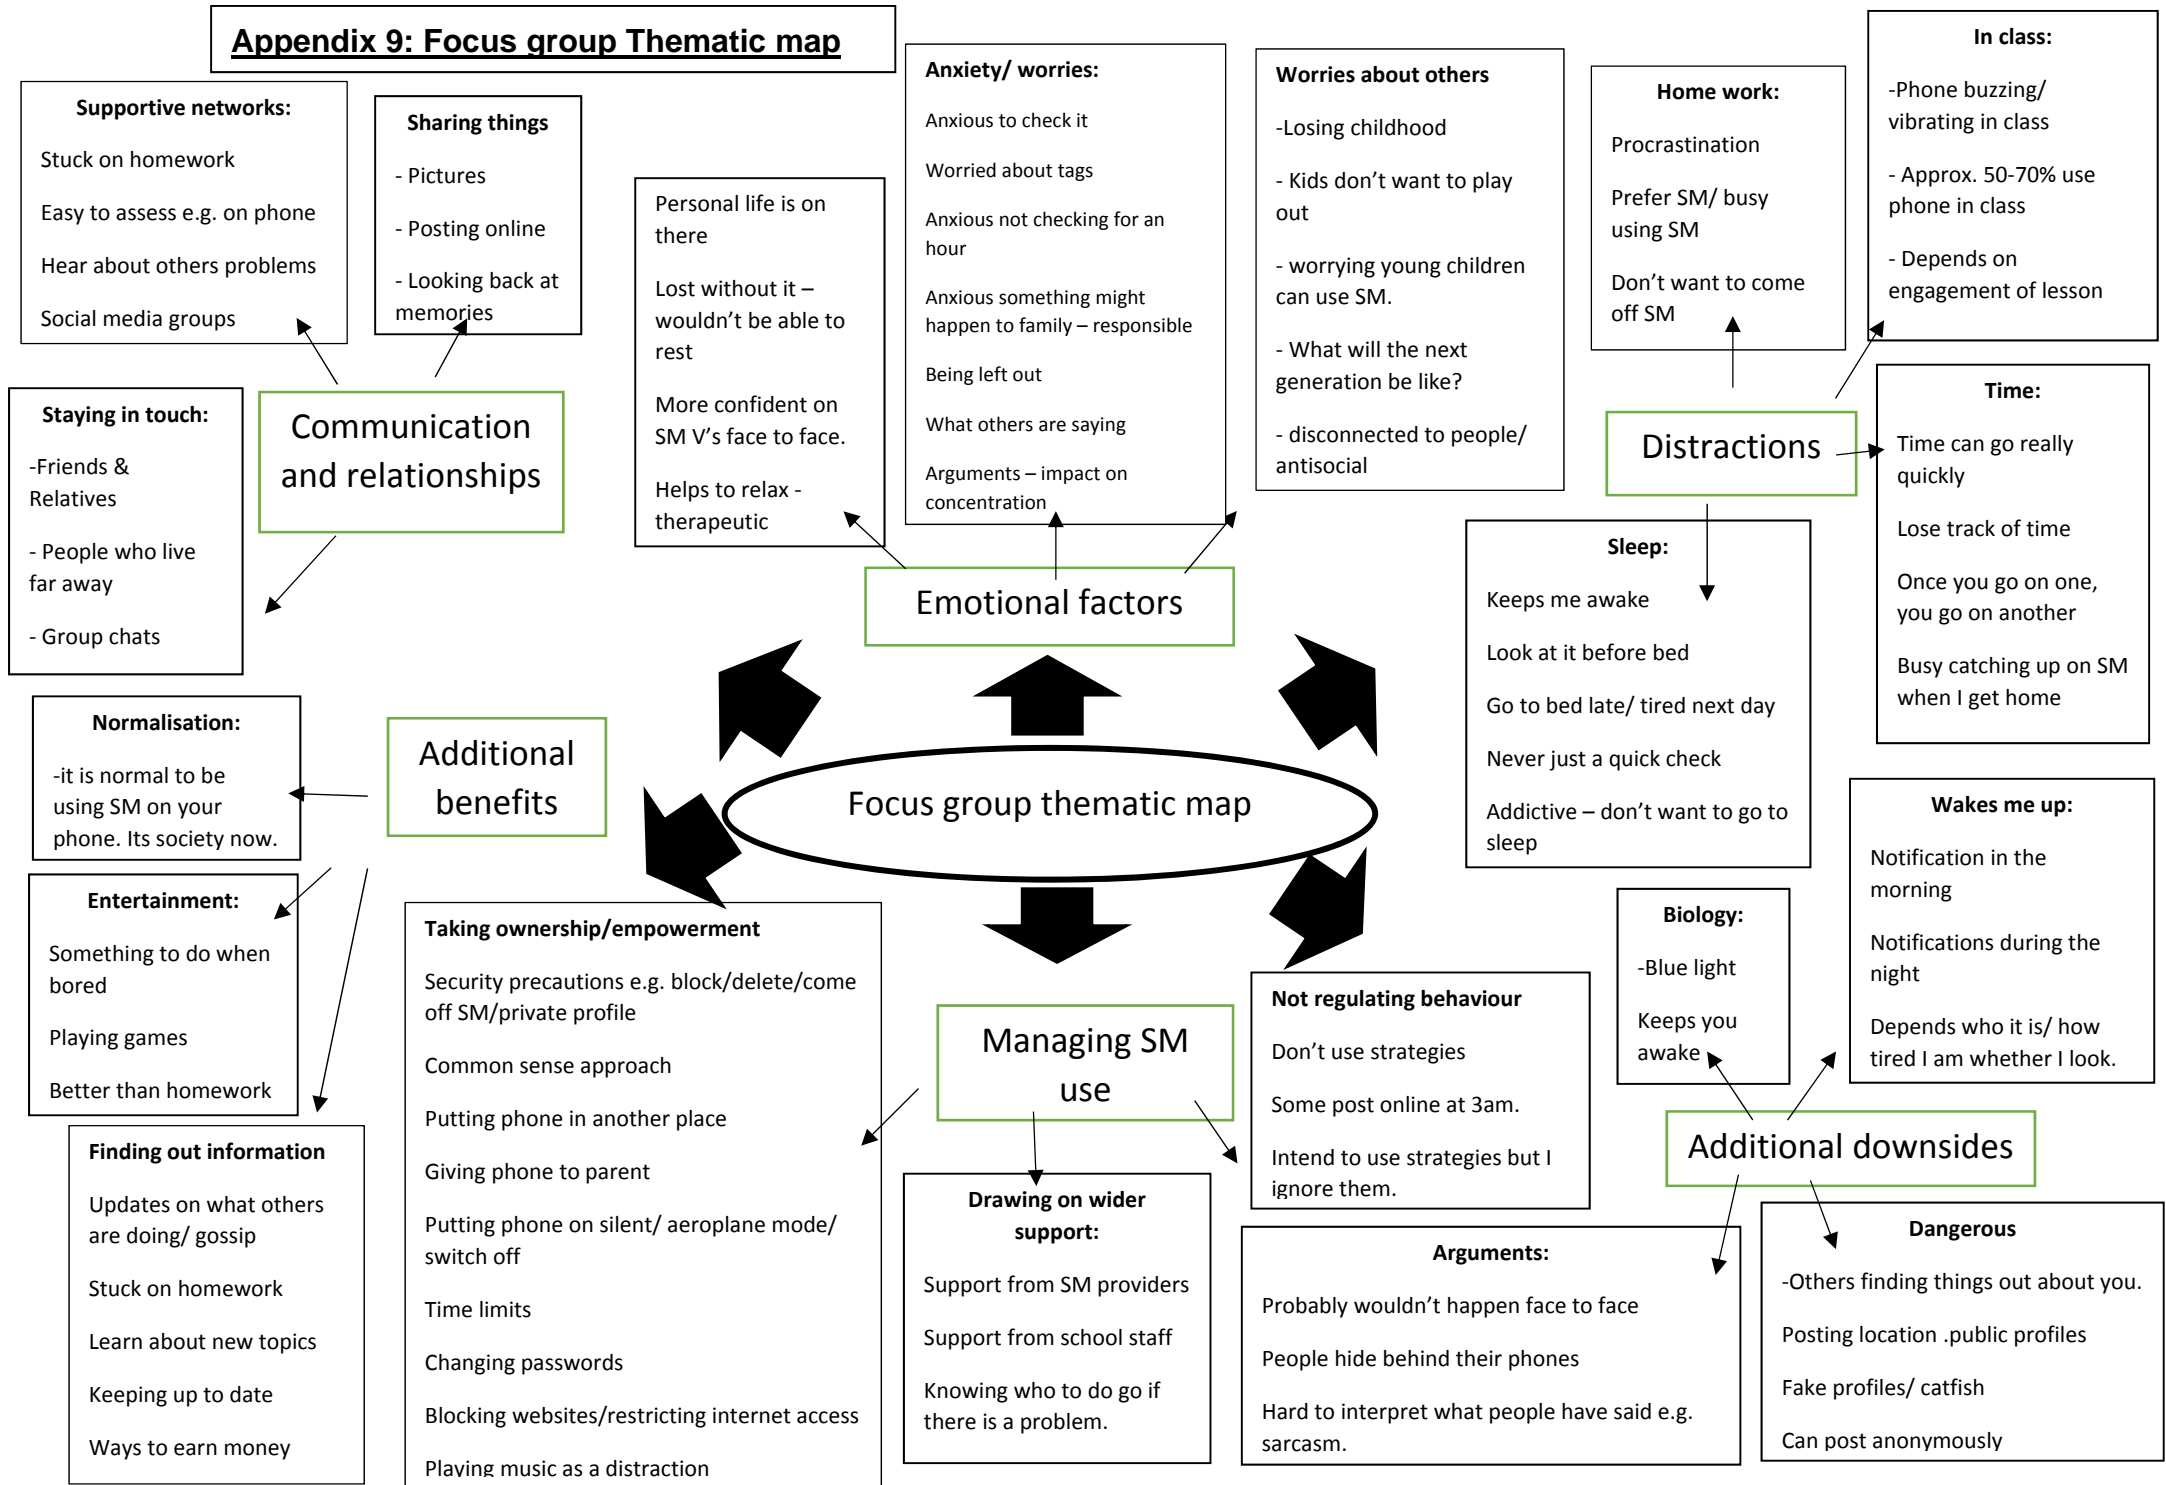 Appendix 9: Focus group Thematic map
Supportive networks:
Stuck on homework
Easy to assess e.g. on phone
Hear about others problems
Social media groups
Sharing things
- Pictures
- Posting online
- Looking back at
memories
Staying in touch:
-Friends &
Relatives
- People who live
far away
- Group chats
Communication
and relationships
Personal life is on
there
Lost without it –
wouldn’t be able to
rest
More confident on
SM V’s face to face.
Helps to relax -
therapeutic
Anxiety/ worries:
Anxious to check it
Worried about tags
Anxious not checking for an
hour
Anxious something might
happen to family – responsible
Being left out
What others are saying
Arguments – impact on
concentration
Worries about others
-Losing childhood
- Kids don’t want to play
out
- worrying young children
can use SM.
- What will the next
generation be like?
- disconnected to people/
antisocial
Emotional factors
Home work:
Procrastination
Prefer SM/ busy
using SM
Don’t want to come
off SM
In class:
-Phone buzzing/
vibrating in class
- Approx. 50-70% use
phone in class
- Depends on
engagement of lesson
Distractions
Time:
Time can go really
quickly
Lose track of time
Once you go on one,
you go on another
Busy catching up on SM
when I get home
Sleep:
Keeps me awake
Look at it before bed
Go to bed late/ tired next day
Never just a quick check
Addictive – don’t want to go to
sleep
Normalisation:
-it is normal to be
using SM on your
phone. Its society now.
Additional
benefits
Entertainment:
Something to do when
bored
Playing games
Better than homework
Finding out information
Updates on what others
are doing/ gossip
Stuck on homework
Learn about new topics
Keeping up to date
Ways to earn money
Focus group thematic map
Taking ownership/empowerment
Security precautions e.g. block/delete/come
off SM/private profile
Common sense approach
Putting phone in another place
Giving phone to parent
Putting phone on silent/ aeroplane mode/
switch off
Time limits
Changing passwords
Blocking websites/restricting internet access
Playing music as a distraction
Managing SM
use
Drawing on wider
support:
Support from SM providers
Support from school staff
Knowing who to do go if
there is a problem.
Not regulating behaviour
Don’t use strategies
Some post online at 3am.
Intend to use strategies but I
ignore them.
Biology:
-Blue light
Keeps you
awake
Wakes me up:
Notification in the
morning
Notifications during the
night
Depends who it is/ how
tired I am whether I look.
Additional downsides
Arguments:
Probably wouldn’t happen face to face
People hide behind their phones
Hard to interpret what people have said e.g.
sarcasm.
Dangerous
-Others finding things out about you.
Posting location .public profiles
Fake profiles/ catfish
Can post anonymously